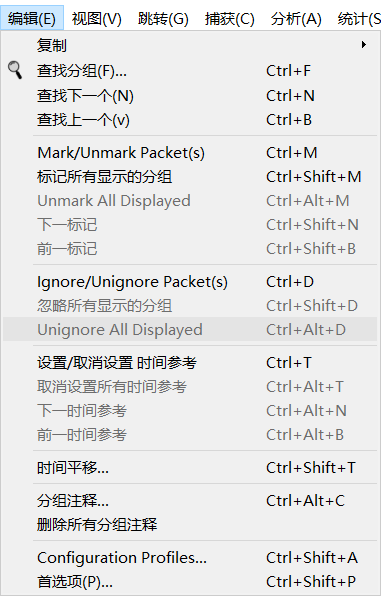 编辑(E) 视图(V) 跳转(G) 捕获(C) 分析(A) 统计(S
复制
查找分组(F)... Ctrl+F
查找下一个(N) Ctrl+N
查找上一个(v) Ctrl+B
Mark/Unmark Packet(s) Ctrl+M
标记所有显示的分组 Ctrl+Shift+M
Unmark All Displayed Ctrl+Alt+M
下一标记 Ctrl+Shift+N
前一标记 Ctrl+Shift+B
Ignore/Unignore Packet(s) Ctrl+D
忽略所有显示的分组 Ctrl+Shift+D
Unignore All Displayed Ctrl+Alt+D
设置/取消设置 时间参考 Ctrl+T
取消设置所有时间参考 Ctrl+Alt+T
下一时间参考 Ctrl+Alt+N
前一时间参考 Ctrl+Alt+B
时间平移... Ctrl+Shift+T
分组注释... Ctrl+Alt+C
删除所有分组注释
Configuration Profiles... Ctrl+Shift+A
首选项(P)... Ctrl+Shift+P